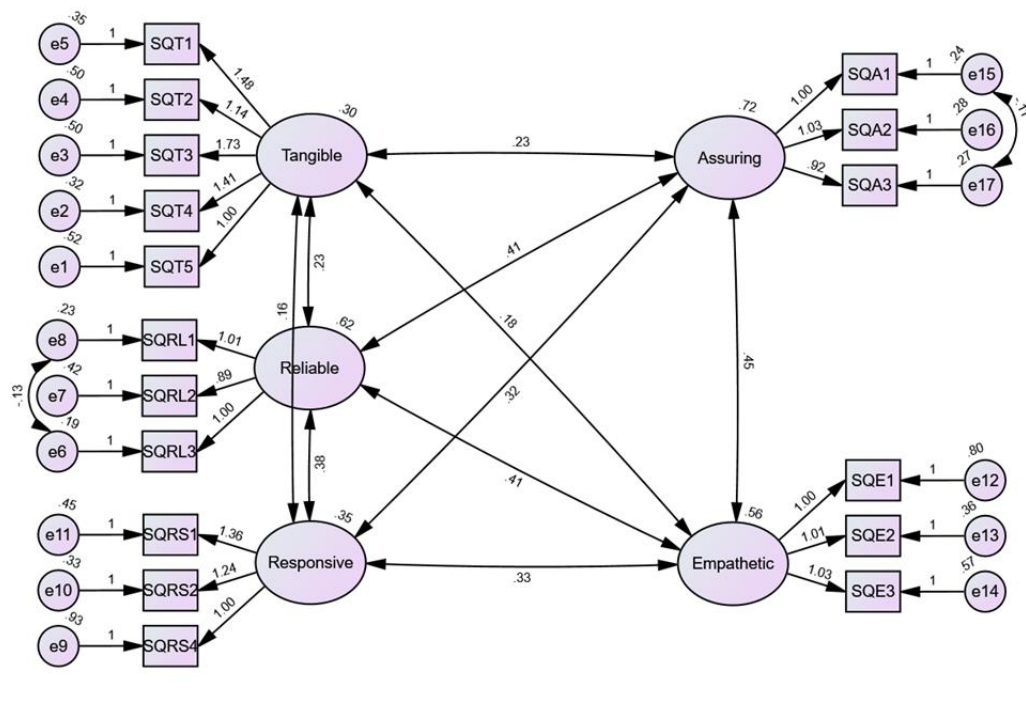 .35
e5 1 SQT1
.50
e4 1 SQT2
.50
e3 1 SQT3
.32
e2 1 SQT4
.52
e1 1 SQT5
1.48
1.14
1.73
1.41
1.00
.30
Tangible
.23
e8 1 SQRL1
.42
e7 1 SQRL2
.19
e6 1 SQRL3
-.13
1.01
.89
1.00
.62
Reliable
.45
e11 1 SQRS1
.33
e10 1 SQRS2
.93
e9 1 SQRS4
1.36
1.24
1.00
.35
Responsive
.23
.16
.23
.41
.18
.32
.38
.41
.45
.33
.72
Assuring
1.00
1.03
.92
SQA1 1 e15
.24
SQA2 1 e16
.28
SQA3 1 e17
.27
.56
Empathetic
1.00
1.01
1.03
SQE1 1 e12
.80
SQE2 1 e13
.36
SQE3 1 e14
.57